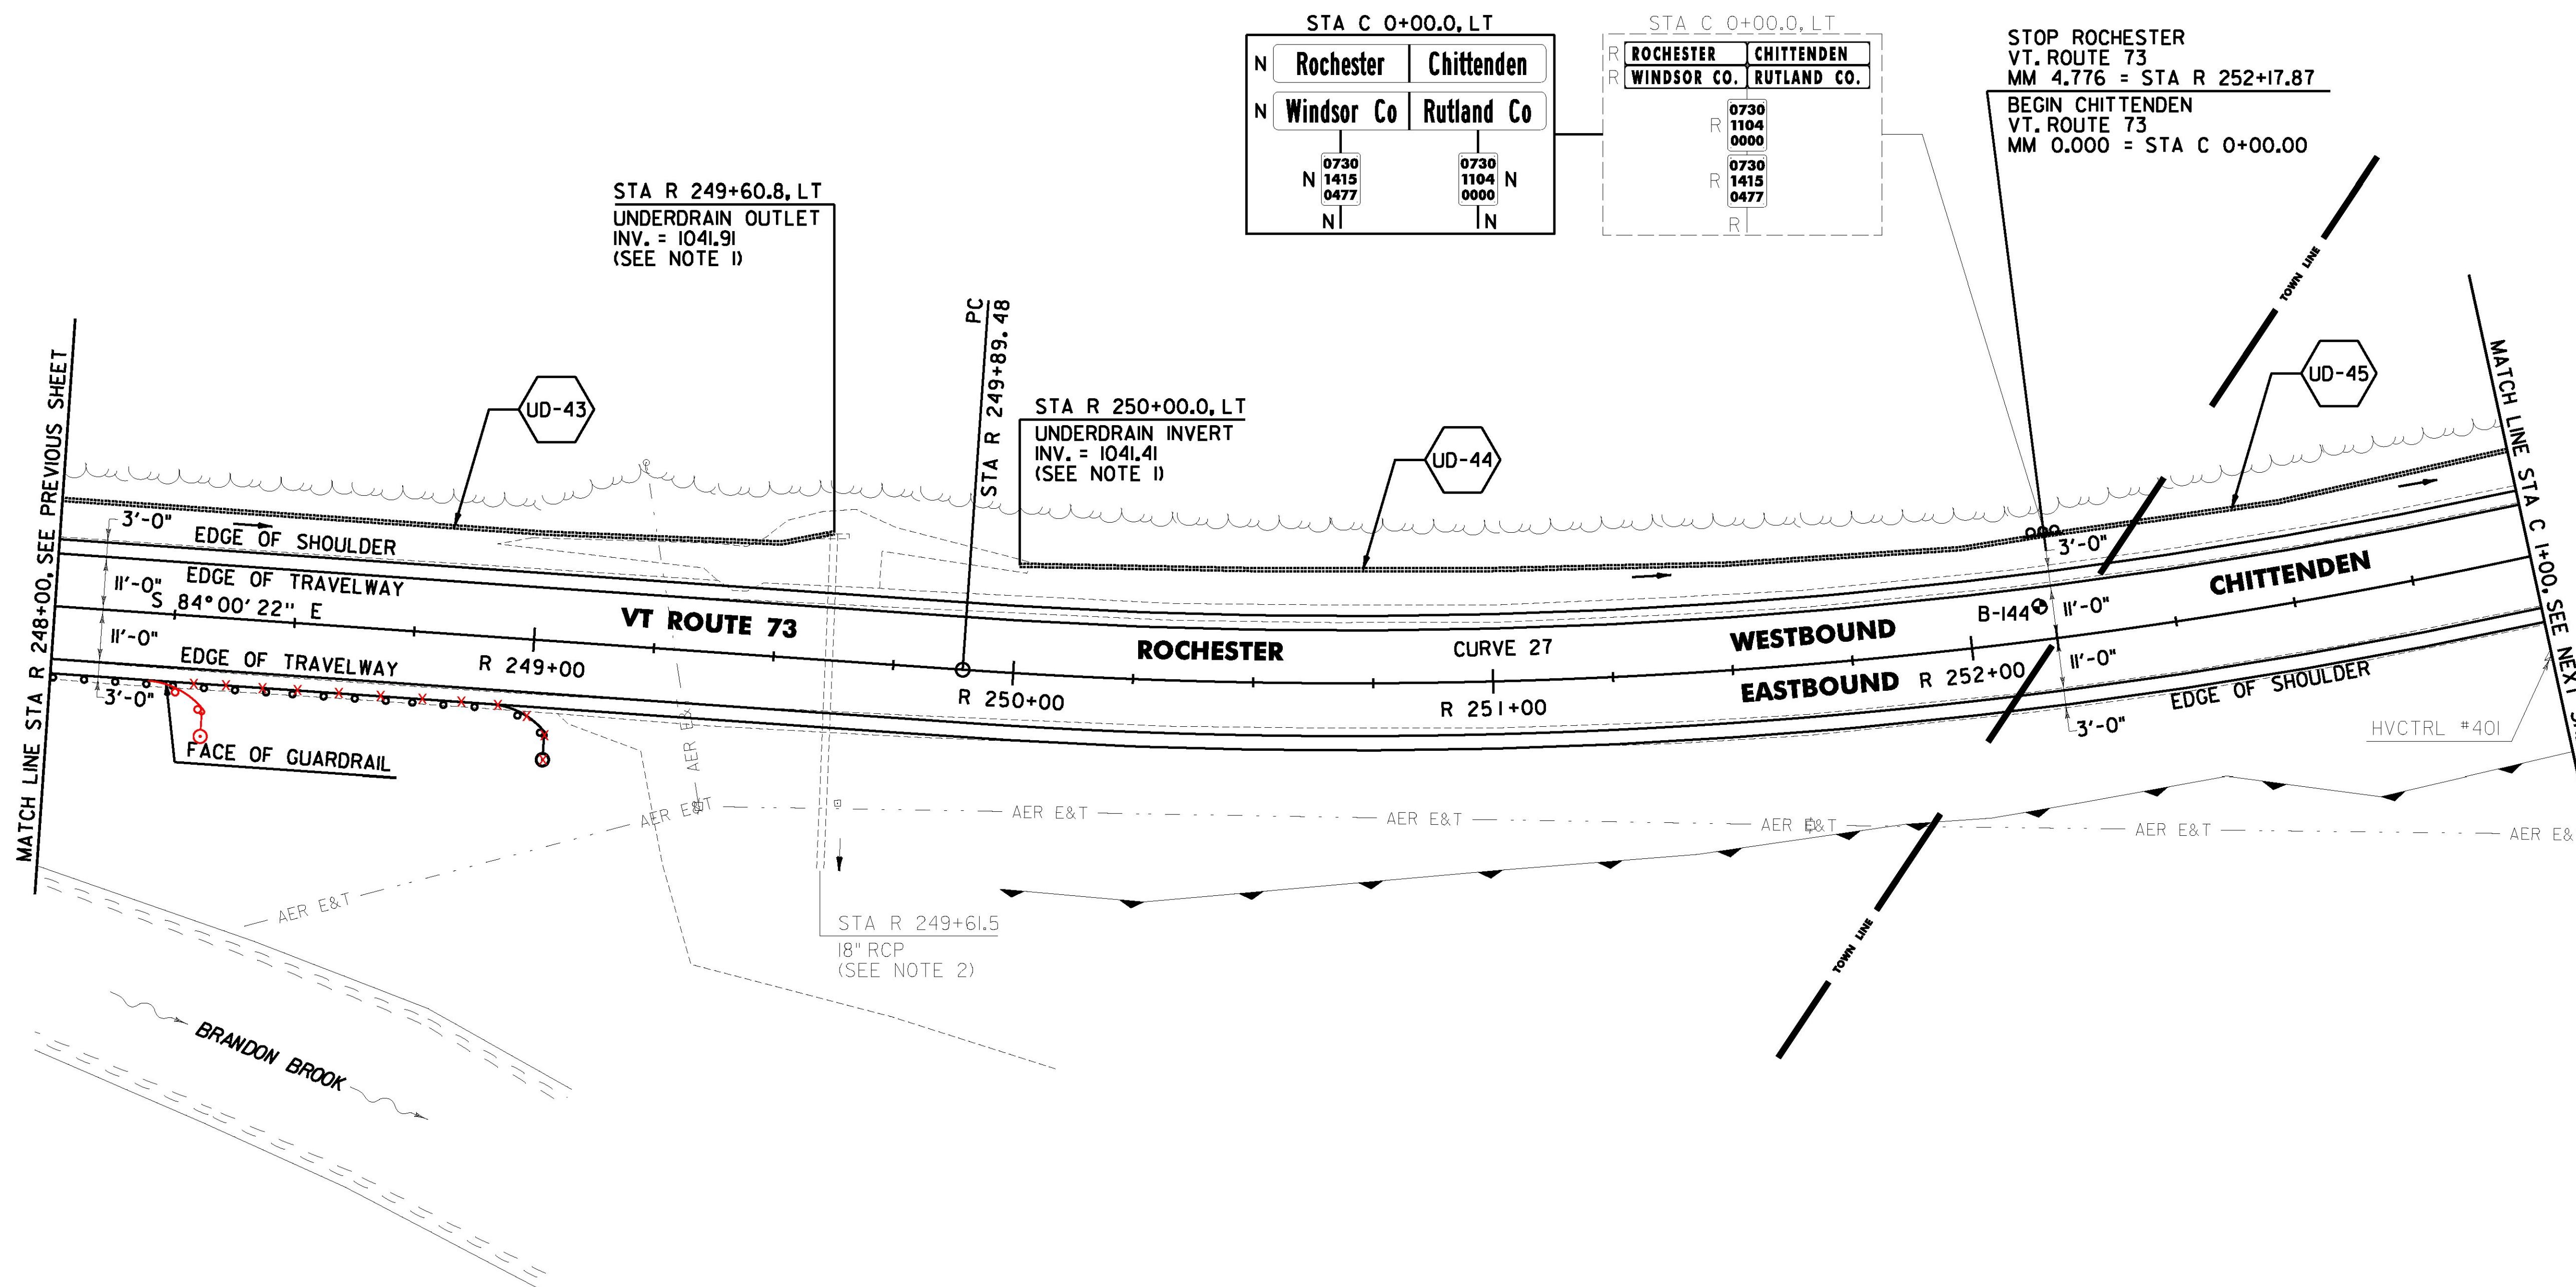 STA C 0+00.0, LT
N Rochester Chittenden
N Windsor Co Rutland Co
0730
1415
0477
N
N
0730
1104
0000
N
N
STA C 0+00.0, LT
R ROCHESTER CHITTENDEN
R WINDSOR CO. RUTLAND CO.
R
0730
1104
0000
R
0730
1415
0477
R
STOP ROCHESTER
VT. ROUTE 73
MM 4.776 = STA R 252+17.87
BEGIN CHITTENDEN
VT. ROUTE 73
MM 0.000 = STA C 0+00.00
STA R 249+60.8, LT
UNDERDRAIN OUTLET
INV. = 1041.91
(SEE NOTE 1)
PC
STA R 249+89.48
STA R 250+00.0, LT
UNDERDRAIN INVERT
INV. = 1041.41
(SEE NOTE 1)
UD-43
UD-44
UD-45
TOWN LINE
MATCH LINE STA R 248+00, SEE PREVIOUS SHEET
MATCH LINE STA C 1+00, SEE NEXT
3'-0"
EDGE OF SHOULDER
11'-0"
EDGE OF TRAVELWAY
S 84°00'22" E
11'-0"
EDGE OF TRAVELWAY
3'-0"
FACE OF GUARDRAIL
R 249+00
VT ROUTE 73
R 250+00
ROCHESTER
CURVE 27
R 251+00
WESTBOUND
EASTBOUND
R 252+00
B-144
3'-0"
11'-0"
11'-0"
3'-0"
CHITTENDEN
EDGE OF SHOULDER
HVCTRL #401
AER E&T
AER E&T
AER E&T
AER E&T
AER E&T
AER E&T
AER E&T
AER E&
STA R 249+61.5
18" RCP
(SEE NOTE 2)
TOWN LINE
BRANDON BROOK